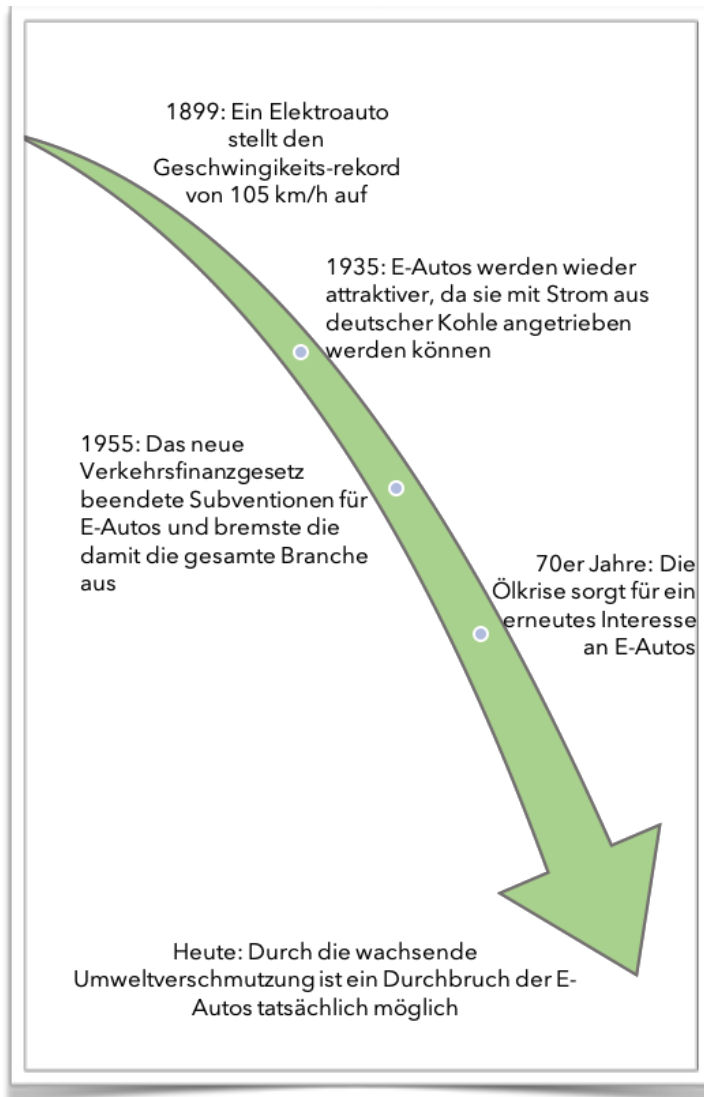 1899: Ein Elektroauto
stellt den
Geschwingikeits-rekord
von 105 km/h auf
1935: E-Autos werden wieder
attraktiver, da sie mit Strom aus
deutscher Kohle angetrieben
werden können
1955: Das neue
Verkehrsfinanzgesetz
beendete Subventionen für
E-Autos und bremste die
damit die gesamte Branche
aus
70er Jahre: Die
Ölkrise sorgt für ein
erneutes Interesse
an E-Autos
Heute: Durch die wachsende
Umweltverschmutzung ist ein Durchbruch der E-
Autos tatsächlich möglich